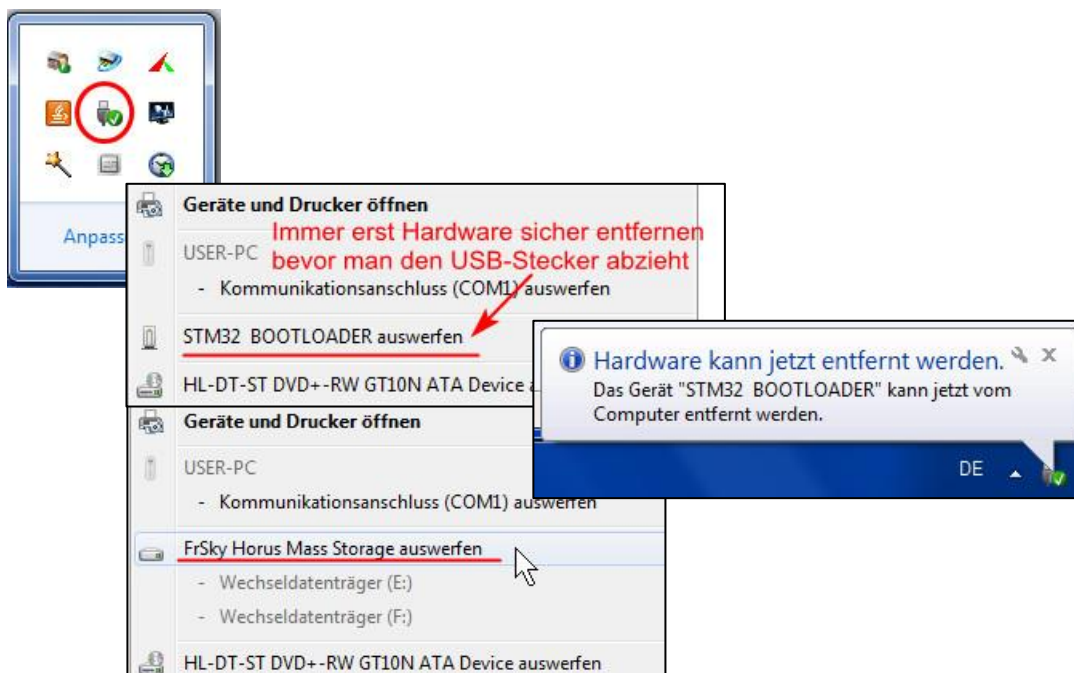 Anpass
Geräte und Drucker öffnen
Immer erst Hardware sicher entfernen
bevor man den USB-Stecker abzieht
USER-PC
- Kommunikationsanschluss (COM1) auswerfen
STM32 BOOTLOADER auswerfen
HL-DT-ST DVD+-RW GT10N ATA Device
Hardware kann jetzt entfernt werden.
Das Gerät "STM32 BOOTLOADER" kann jetzt vom
Computer entfernt werden.
DE
Geräte und Drucker öffnen
USER-PC
- Kommunikationsanschluss (COM1) auswerfen
FrSky Horus Mass Storage auswerfen
- Wechseldatenträger (E:)
- Wechseldatenträger (F:)
HL-DT-ST DVD+-RW GT10N ATA Device auswerfen